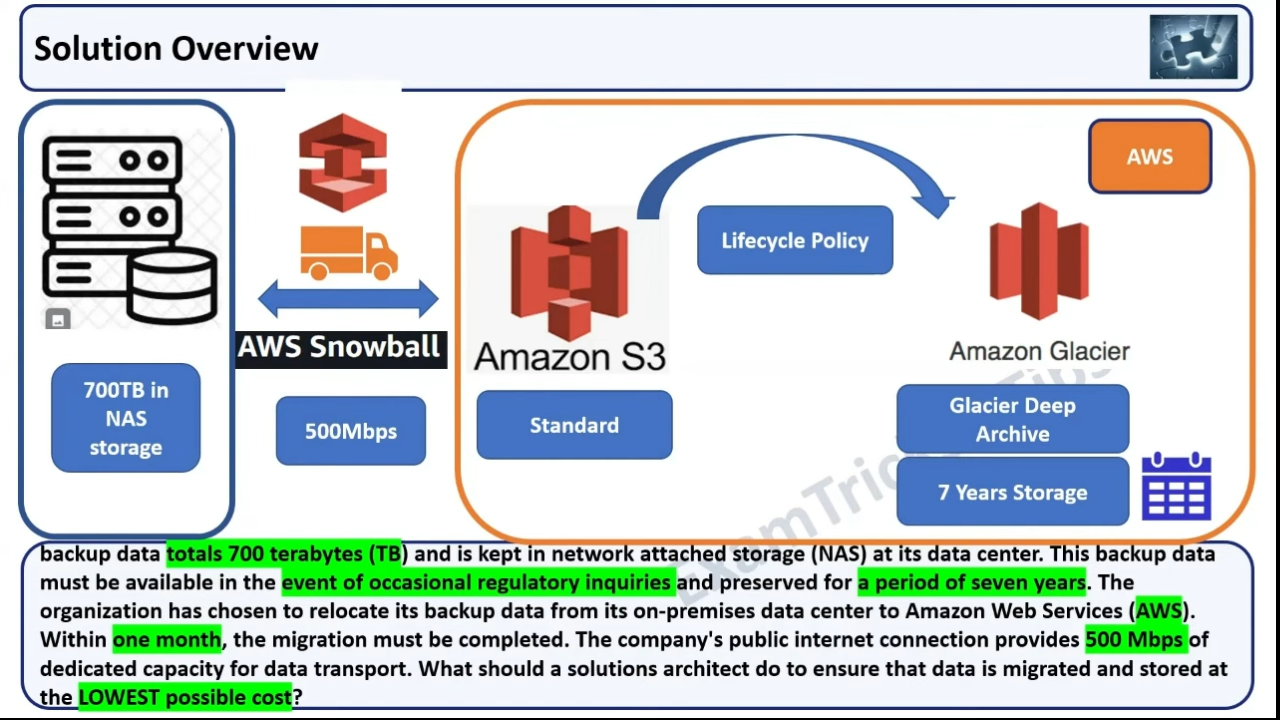 Solution Overview
AWS
Lifecycle Policy
AWS Snowball
Amazon S3
Amazon Glacier
700TB in
NAS
storage
500Mbps
Standard
Glacier Deep
Archive
7 Years Storage
backup data totals 700 terabytes (TB) and is kept in network attached storage (NAS) at its data center. This backup data
must be available in the event of occasional regulatory inquiries and preserved for a period of seven years. The
organization has chosen to relocate its backup data from its on-premises data center to Amazon Web Services (AWS).
Within one month, the migration must be completed. The company's public internet connection provides 500 Mbps of
dedicated capacity for data transport. What should a solutions architect do to ensure that data is migrated and stored at
the LOWEST possible cost?